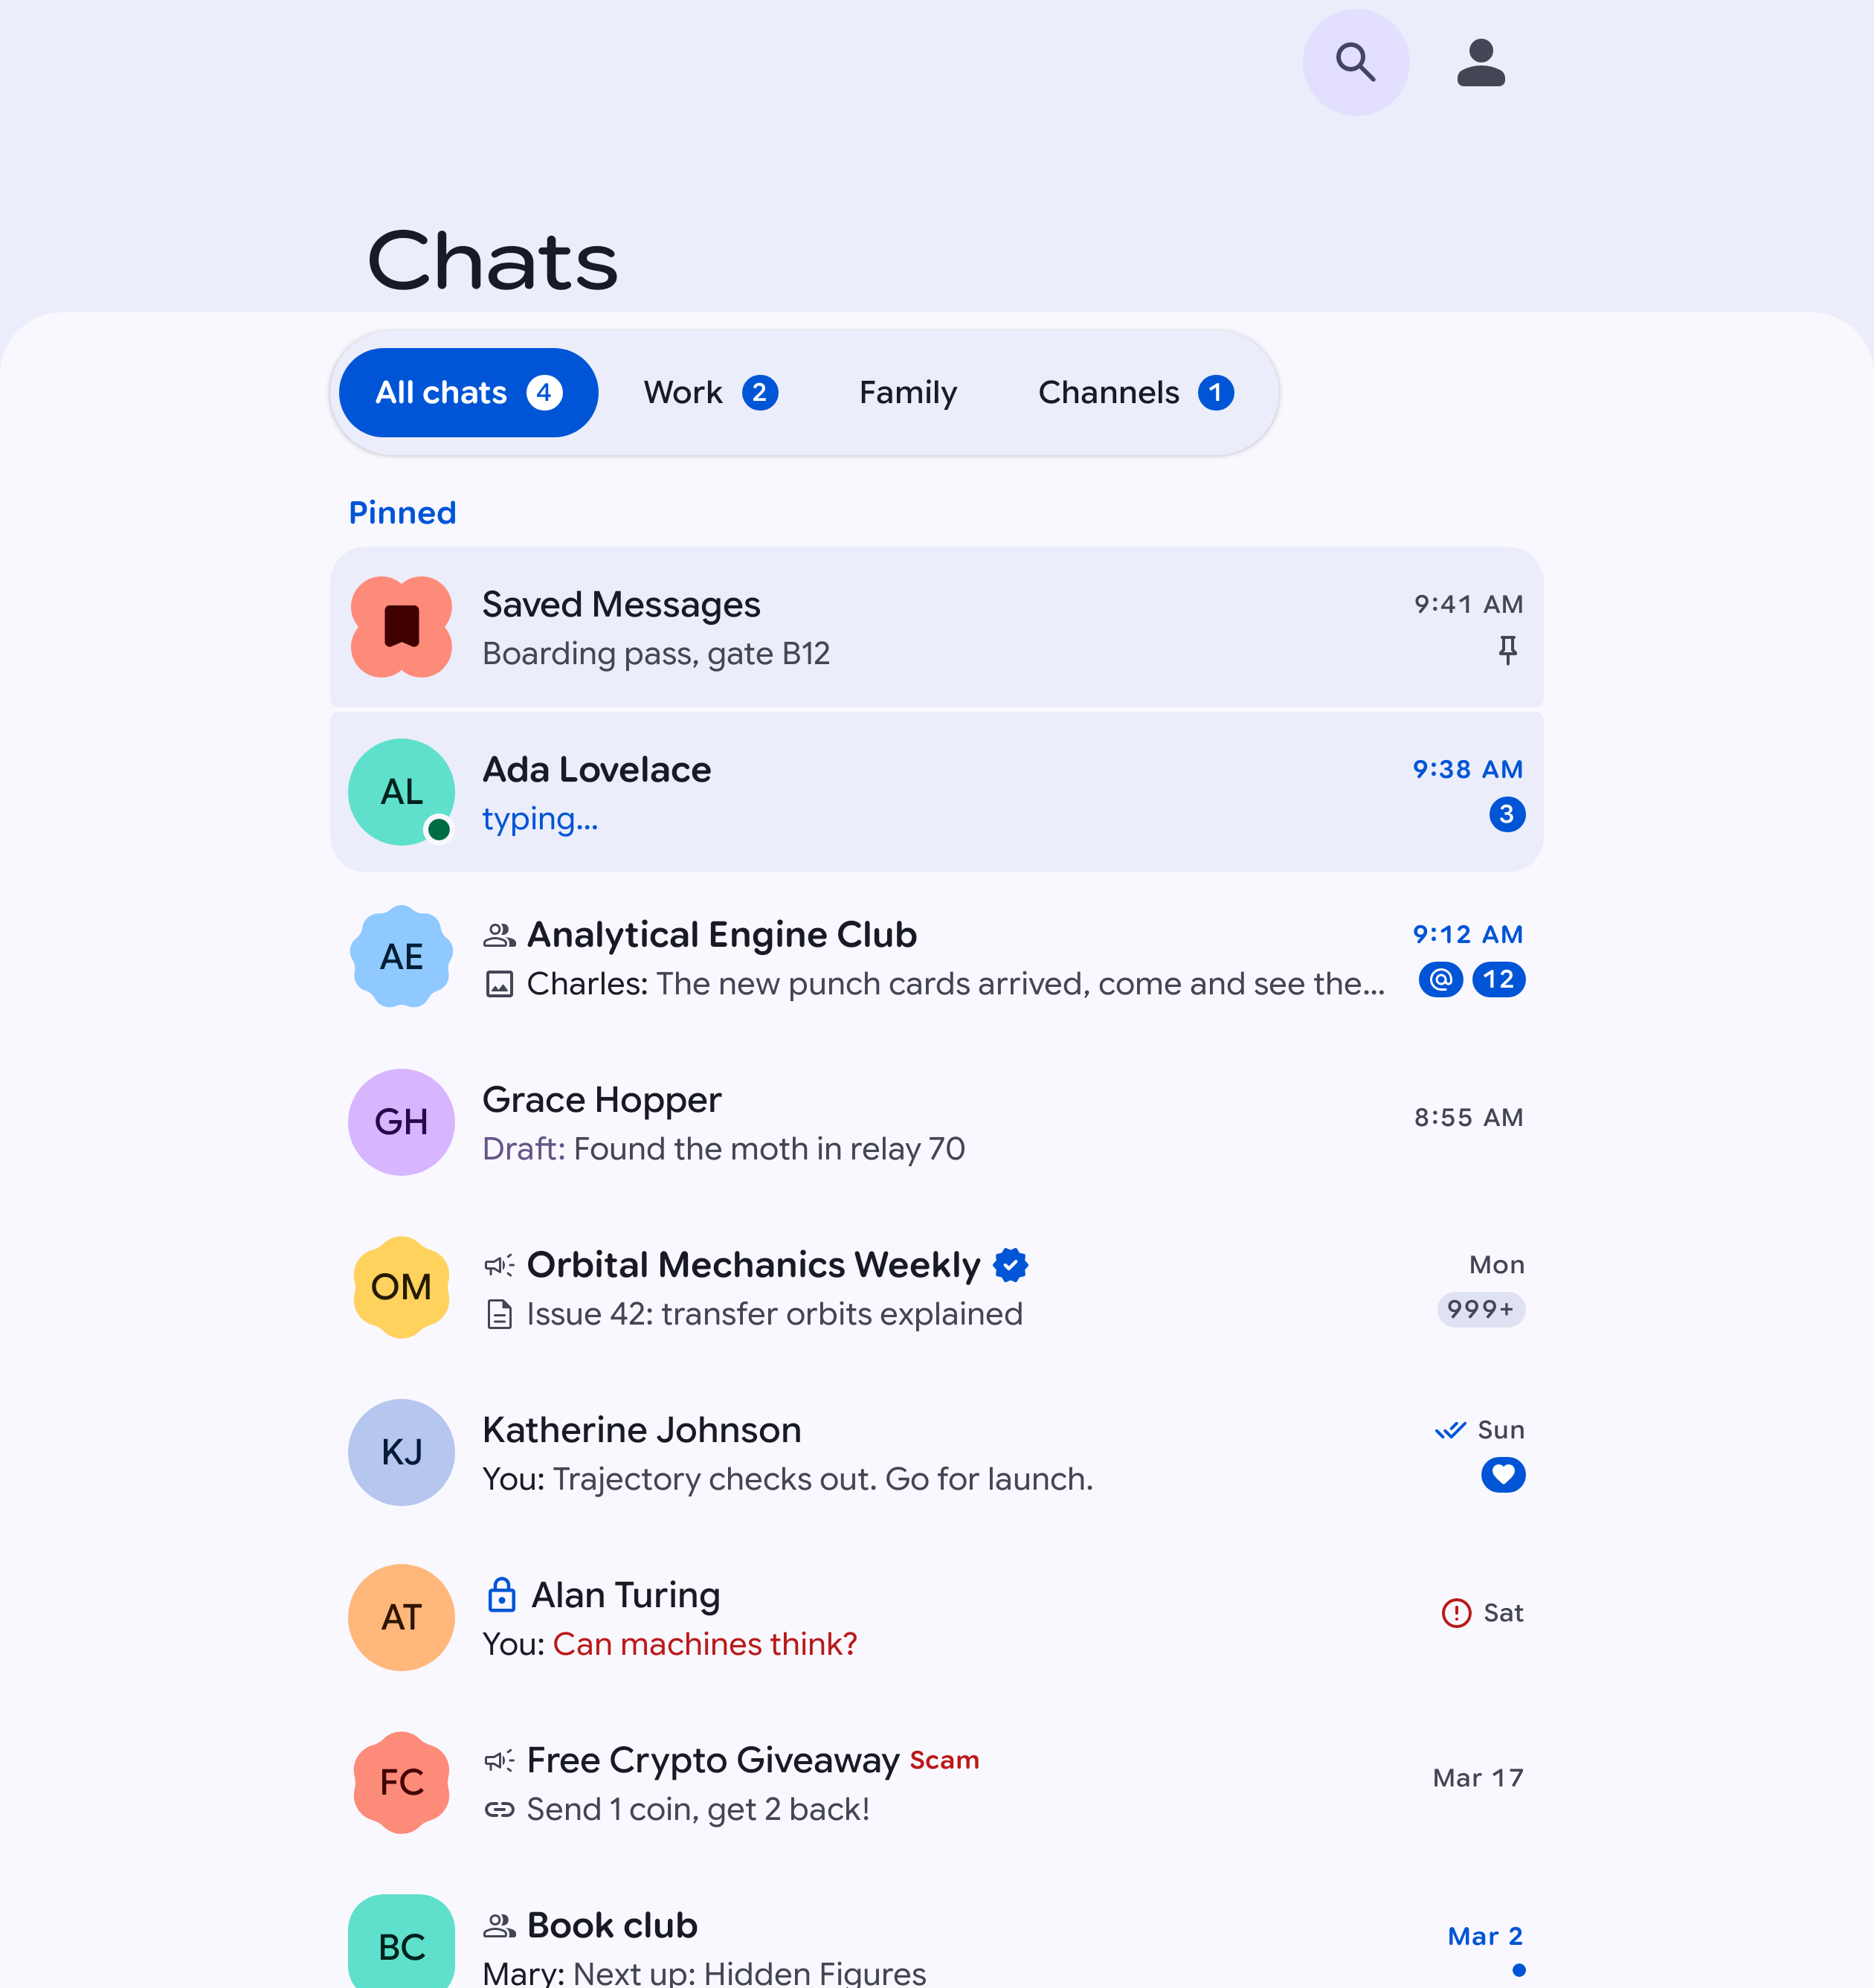 Chats
All chats 4 Work 2 Family Channels 1
Pinned
Saved Messages 9:41 AM
Boarding pass, gate B12
AL Ada Lovelace 9:38 AM
typing... 3
AE Analytical Engine Club 9:12 AM
Charles: The new punch cards arrived, come and see the... @ 12
GH Grace Hopper 8:55 AM
Draft: Found the moth in relay 70
OM Orbital Mechanics Weekly Mon
Issue 42: transfer orbits explained 999+
KJ Katherine Johnson Sun
You: Trajectory checks out. Go for launch.
AT Alan Turing Sat
You: Can machines think?
FC Free Crypto Giveaway Scam Mar 17
Send 1 coin, get 2 back!
BC Book club Mar 2
Mary: Next up: Hidden Figures